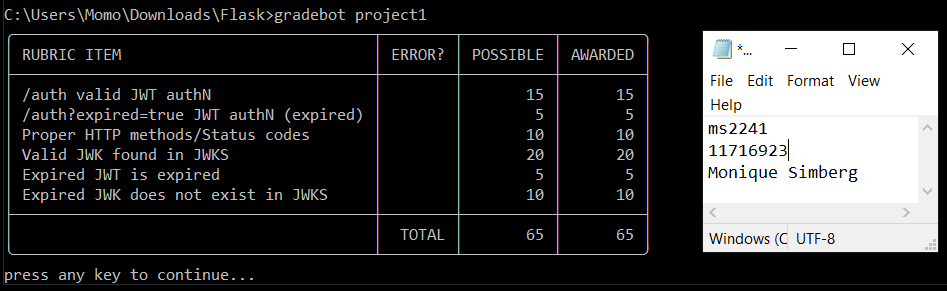 C:\Users\Momo\Downloads\Flask>gradebot project1
RUBRIC ITEM ERROR? POSSIBLE AWARDED
/auth valid JWT authN 15 15
/auth?expired=true JWT authN (expired) 5 5
Proper HTTP methods/Status codes 10 10
Valid JWK found in JWKS 20 20
Expired JWT is expired 5 5
Expired JWK does not exist in JWKS 10 10
TOTAL 65 65
press any key to continue...
*...
File Edit Format View
Help
ms2241
11716923
Monique Simberg
Windows (C UTF-8